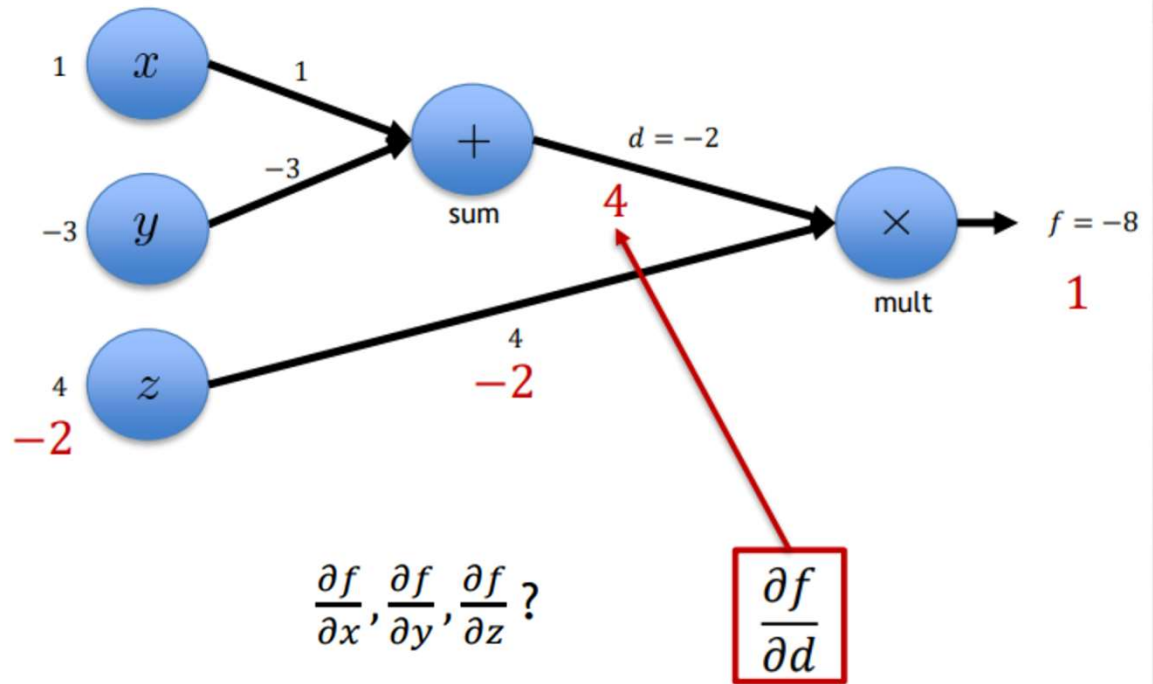 1
x
1
+
sum
d = −2
4
−3
−3
y
×
mult
f = −8
1
4
−2
z
4
−2
∂f/∂x, ∂f/∂y, ∂f/∂z ?
∂f/∂d